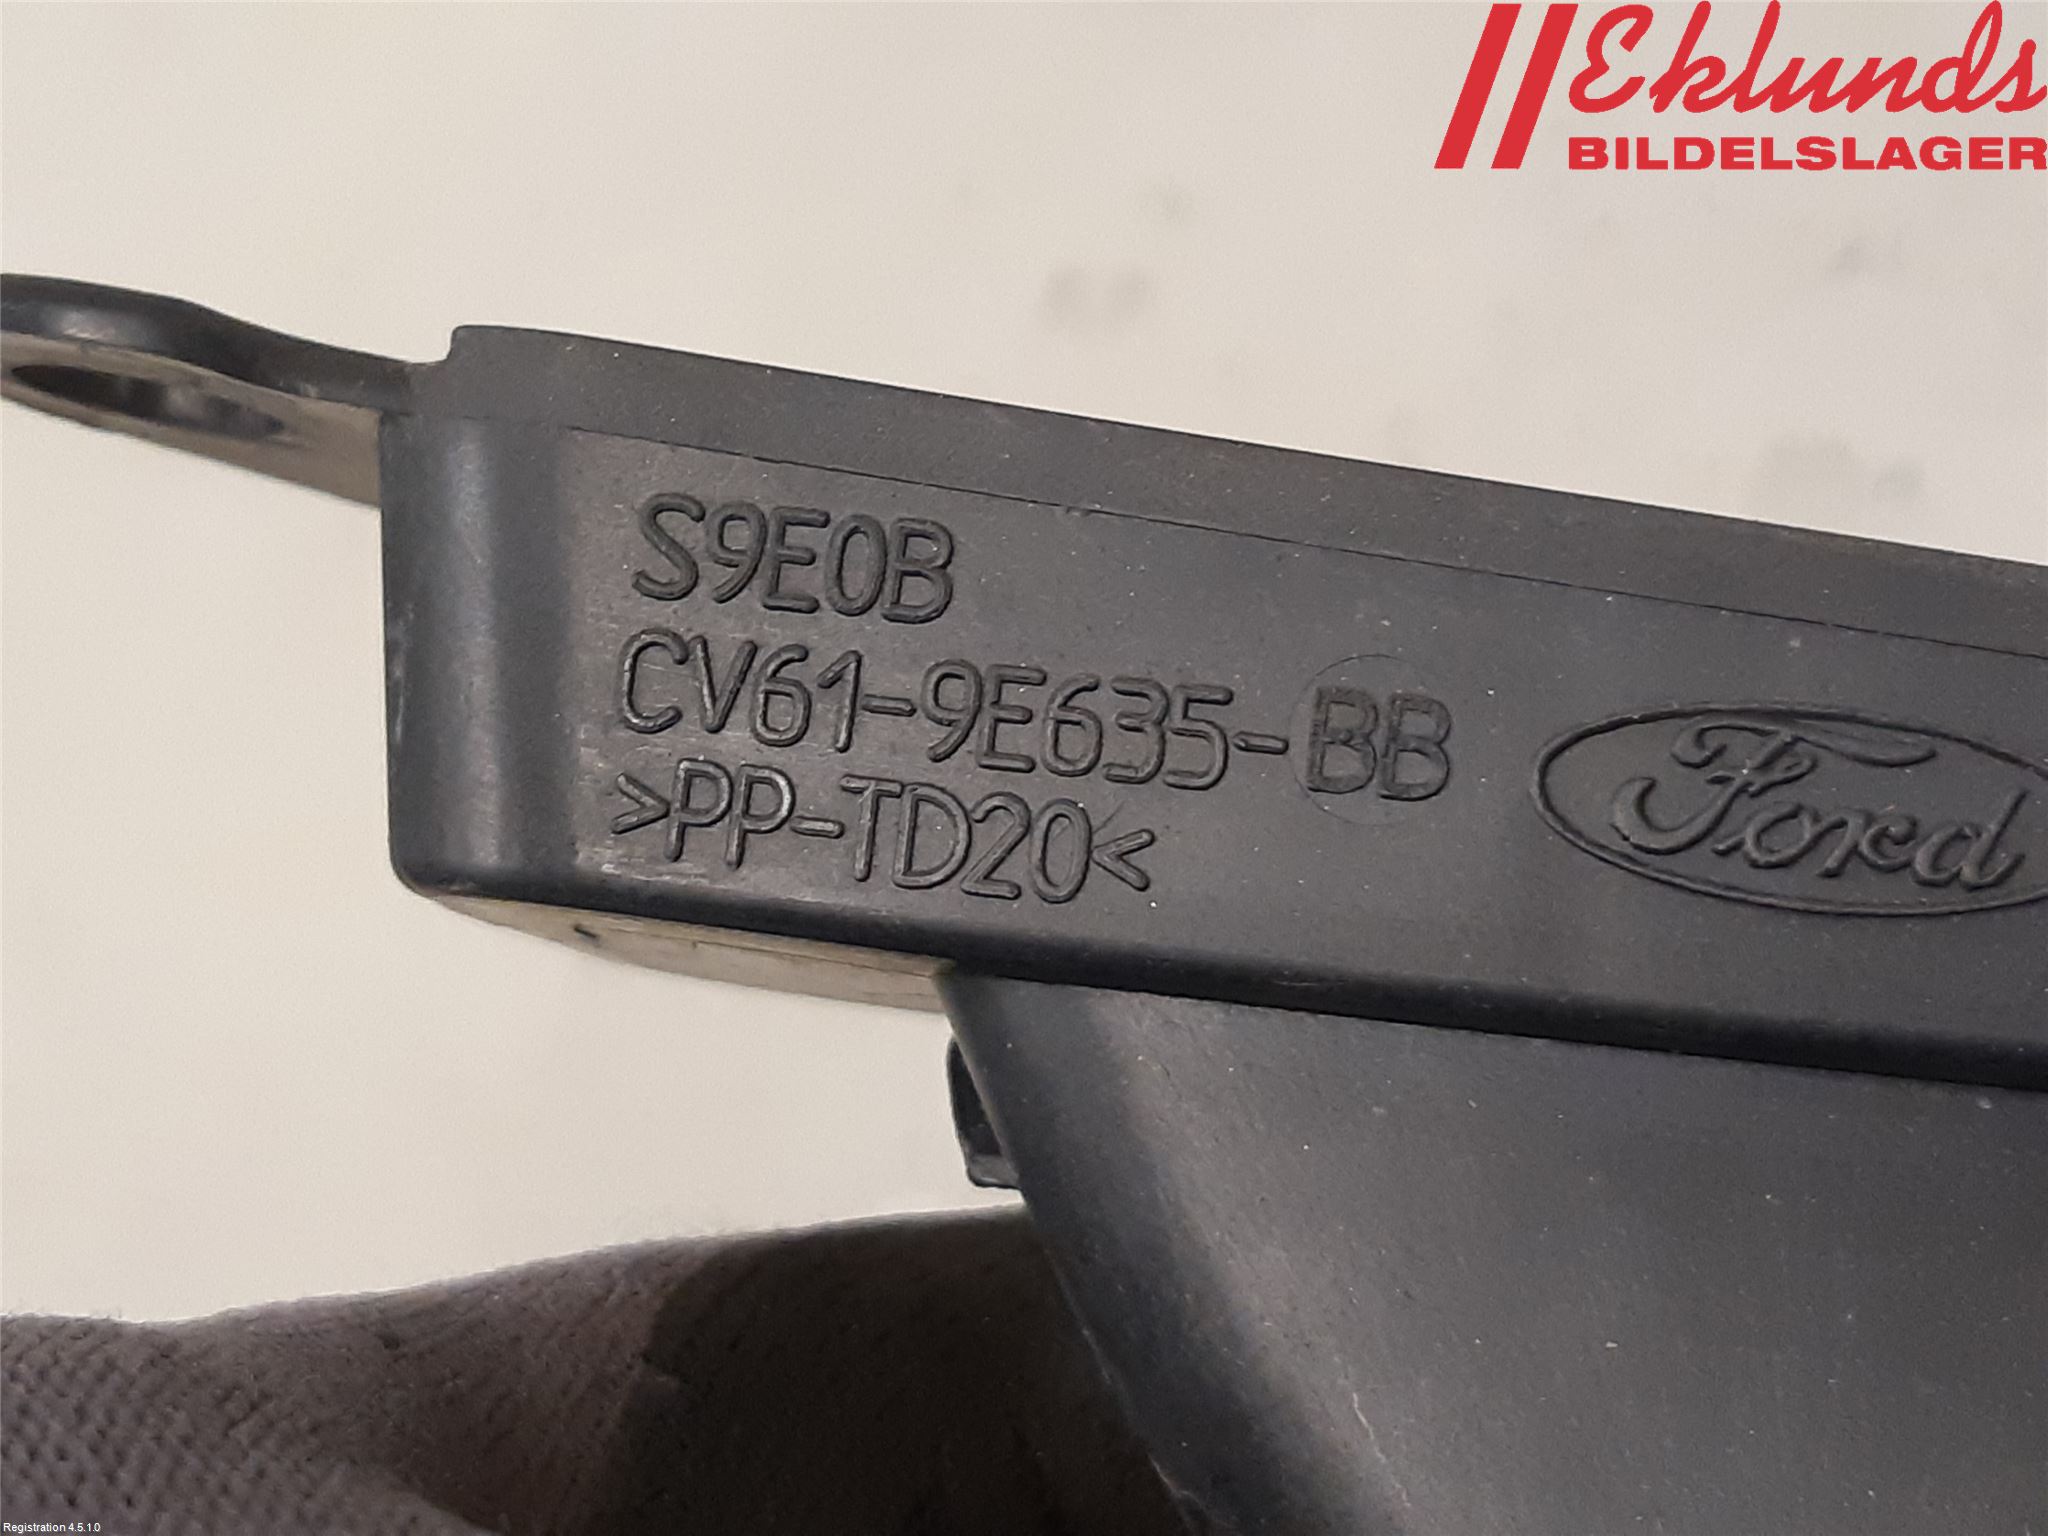 Eklunds
BILDELSLAGER
S9E0B
CV61-9E635-BB
>PP-TD20<
Ford
Registration 4.5.1.0